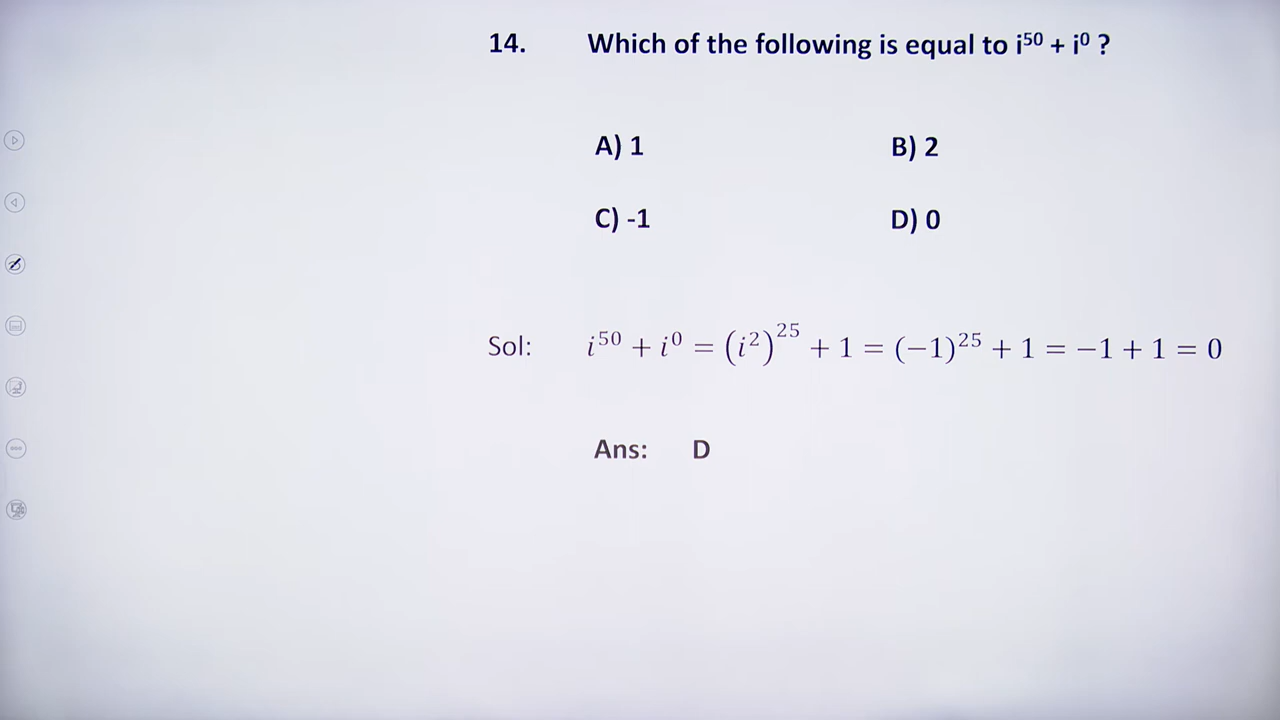 14. Which of the following is equal to i⁵⁰ + i⁰ ?
A) 1 B) 2
C) -1 D) 0
Sol: i⁵⁰ + i⁰ = (i²)²⁵ + 1 = (−1)²⁵ + 1 = −1 + 1 = 0
Ans: D